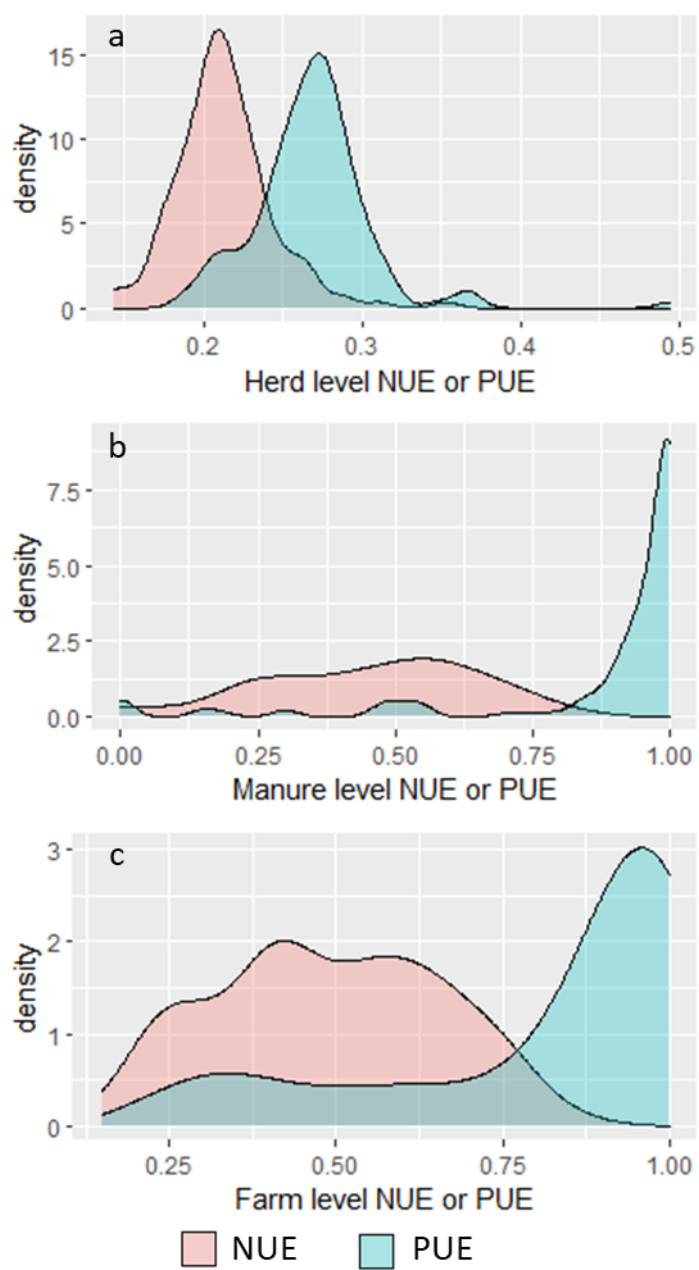 a
15
10
5
0
density
0.2 0.3 0.4 0.5
Herd level NUE or PUE
b
7.5
5.0
2.5
0.0
density
0.00 0.25 0.50 0.75 1.00
Manure level NUE or PUE
c
3
2
1
0
density
0.25 0.50 0.75 1.00
Farm level NUE or PUE
NUE PUE